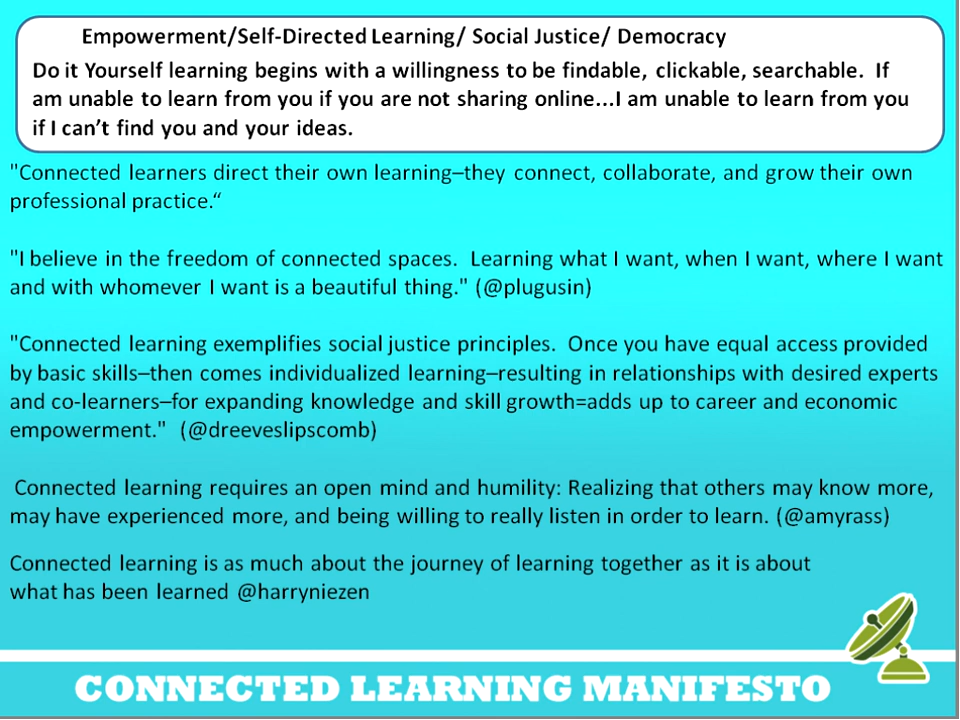 Empowerment/Self-Directed Learning/ Social Justice/ Democracy
Do it Yourself learning begins with a willingness to be findable, clickable, searchable.  If
am unable to learn from you if you are not sharing online...I am unable to learn from you
if I can’t find you and your ideas.
"Connected learners direct their own learning–they connect, collaborate, and grow their own
professional practice.“
"I believe in the freedom of connected spaces.  Learning what I want, when I want, where I want
and with whomever I want is a beautiful thing." (@plugusin)
"Connected learning exemplifies social justice principles.  Once you have equal access provided
by basic skills–then comes individualized learning–resulting in relationships with desired experts
and co-learners–for expanding knowledge and skill growth=adds up to career and economic
empowerment."  (@dreeveslipscomb)
Connected learning requires an open mind and humility: Realizing that others may know more,
may have experienced more, and being willing to really listen in order to learn. (@amyrass)
Connected learning is as much about the journey of learning together as it is about
what has been learned @harryniezen
CONNECTED LEARNING MANIFESTO